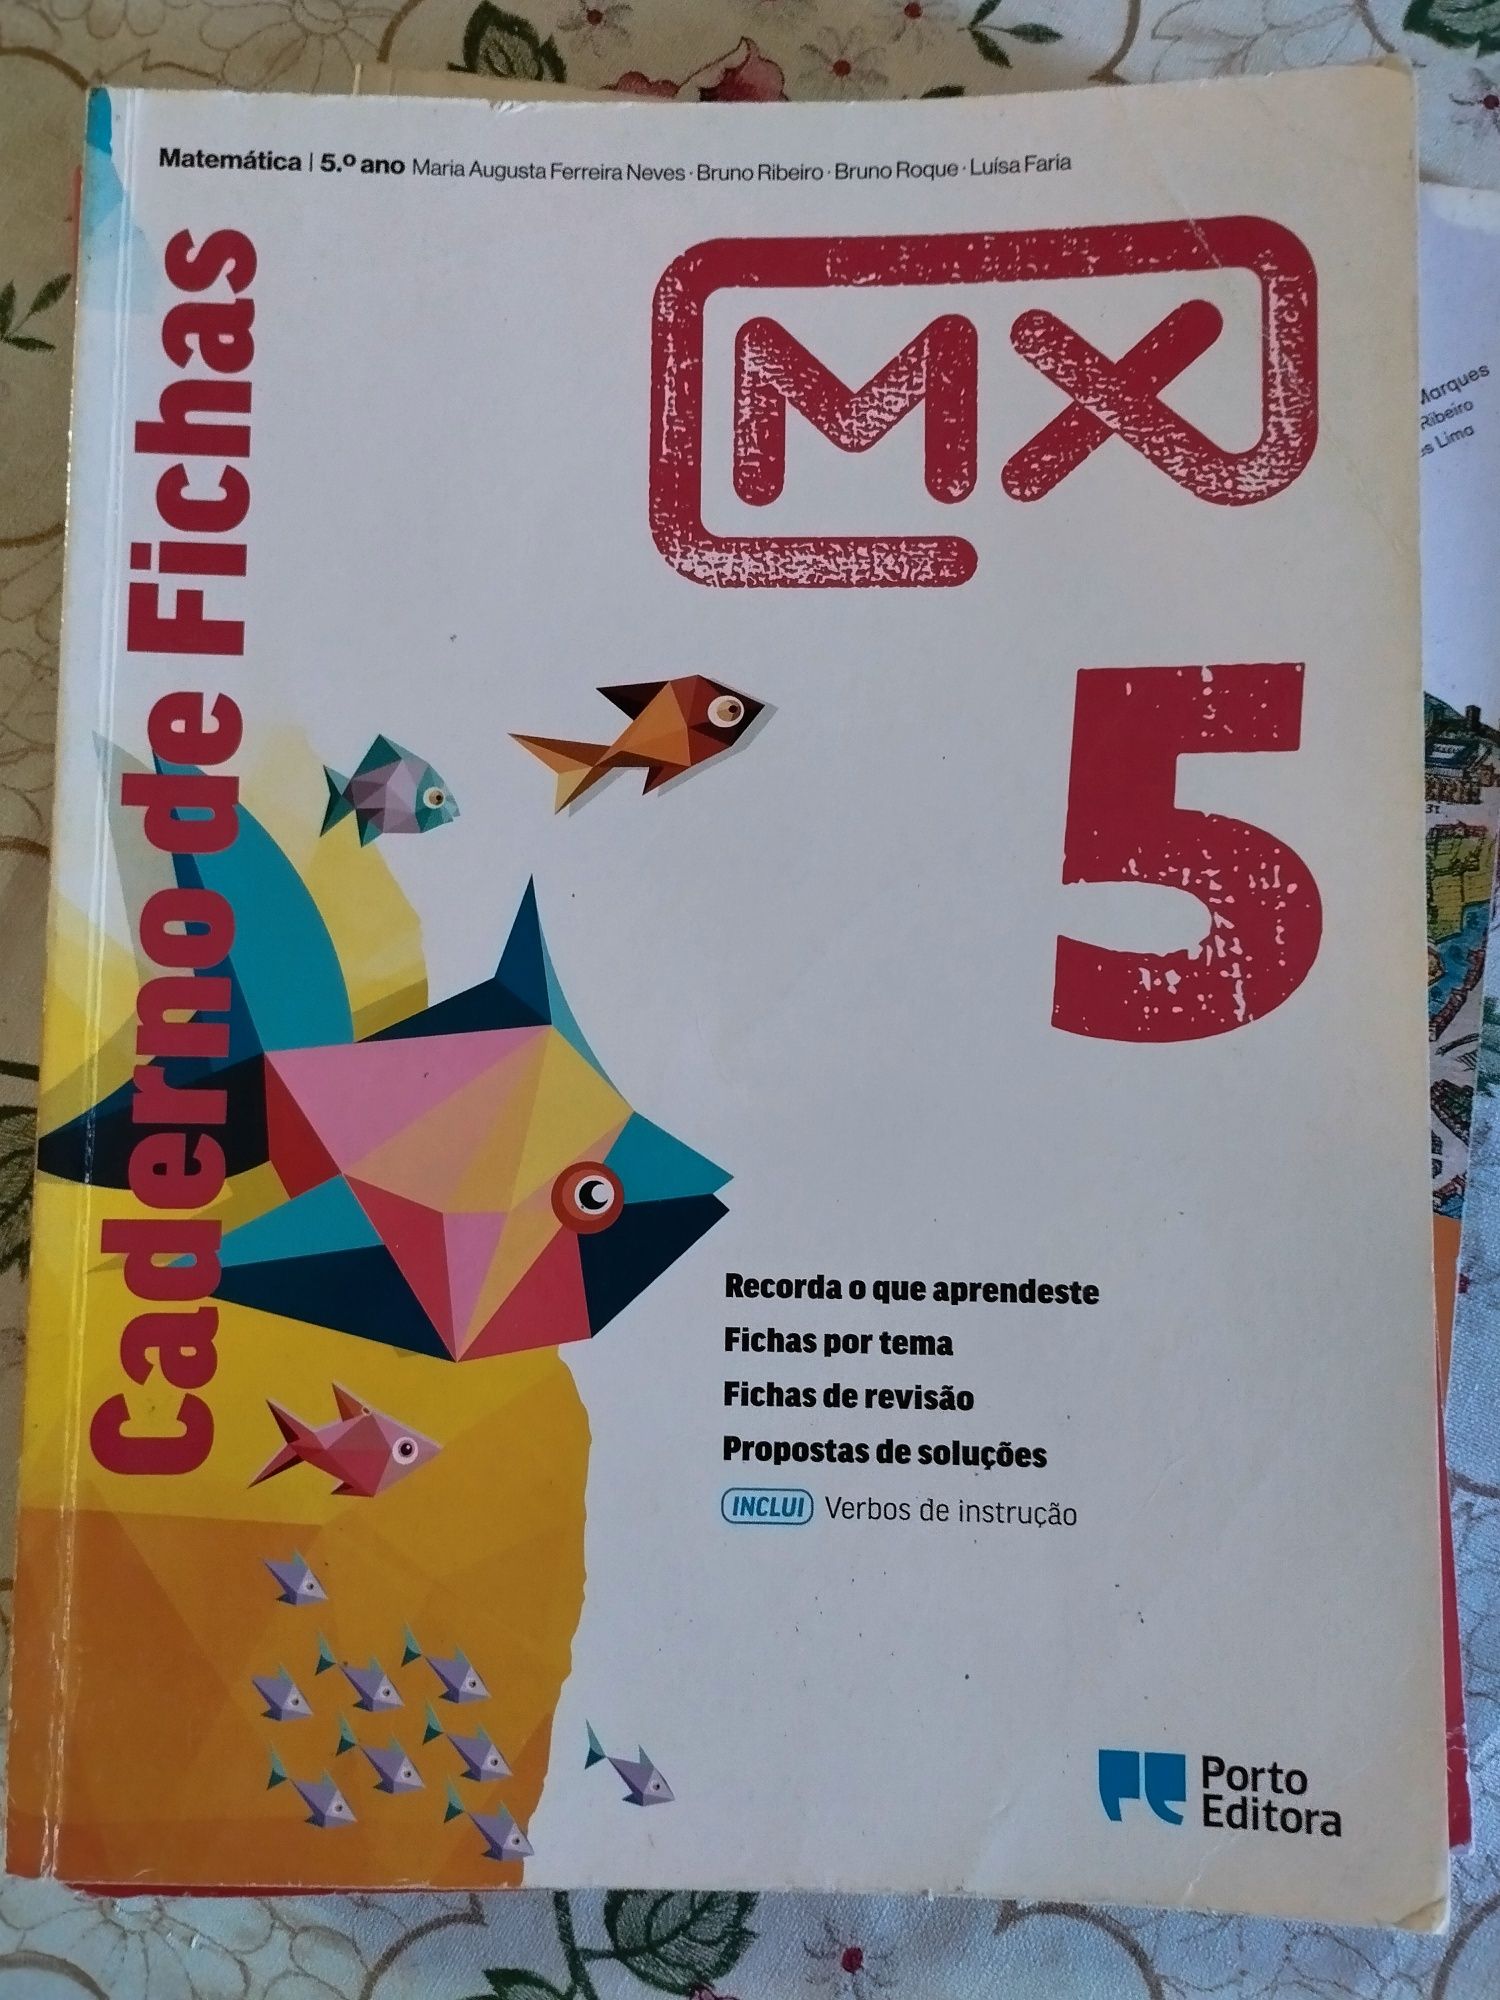 Matemática | 5.º ano Maria Augusta Ferreira Neves · Bruno Ribeiro · Bruno Roque · Luísa Faria
Caderno de Fichas
MX
5
Recorda o que aprendeste
Fichas por tema
Fichas de revisão
Propostas de soluções
INCLUI Verbos de instrução
Porto
Editora
Marques
Ribeiro
Lima
31